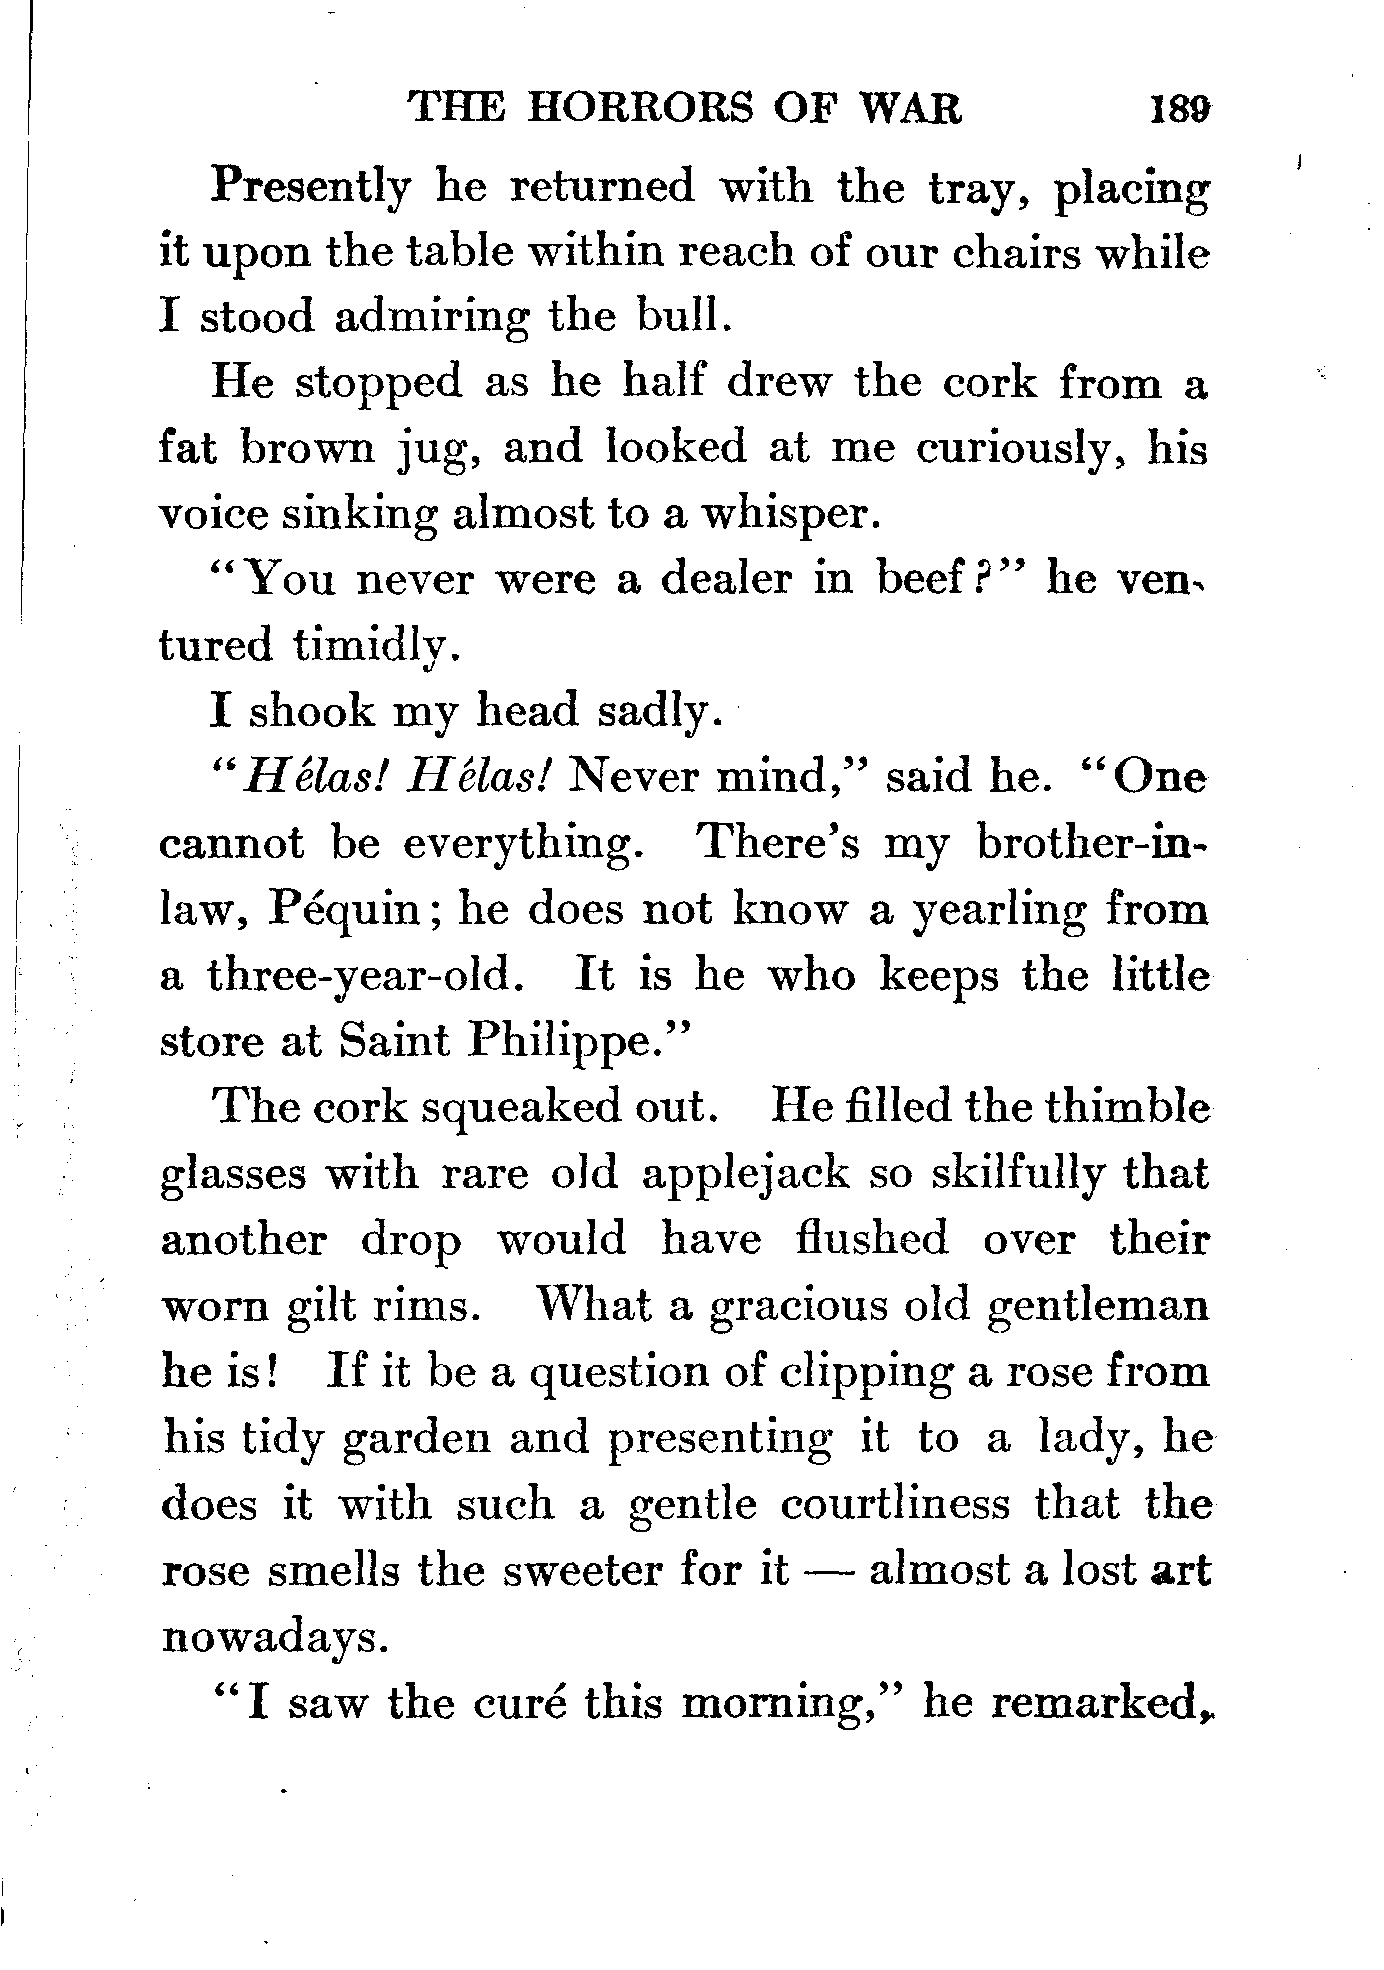 THE HORRORS OF WAR 189
Presently he returned with the tray, placing
it upon the table within reach of our chairs while
I stood admiring the bull.
He stopped as he half drew the cork from a
fat brown jug, and looked at me curiously, his
voice sinking almost to a whisper.
“You never were a dealer in beef?” he ven-
tured timidly.
I shook my head sadly.
“Hélas! Hélas! Never mind,” said he. “One
cannot be everything. There’s my brother-in-
law, Péquin; he does not know a yearling from
a three-year-old. It is he who keeps the little
store at Saint Philippe.”
The cork squeaked out. He filled the thimble
glasses with rare old applejack so skilfully that
another drop would have flushed over their
worn gilt rims. What a gracious old gentleman
he is! If it be a question of clipping a rose from
his tidy garden and presenting it to a lady, he
does it with such a gentle courtliness that the
rose smells the sweeter for it — almost a lost art
nowadays.
“I saw the curé this morning,” he remarked,